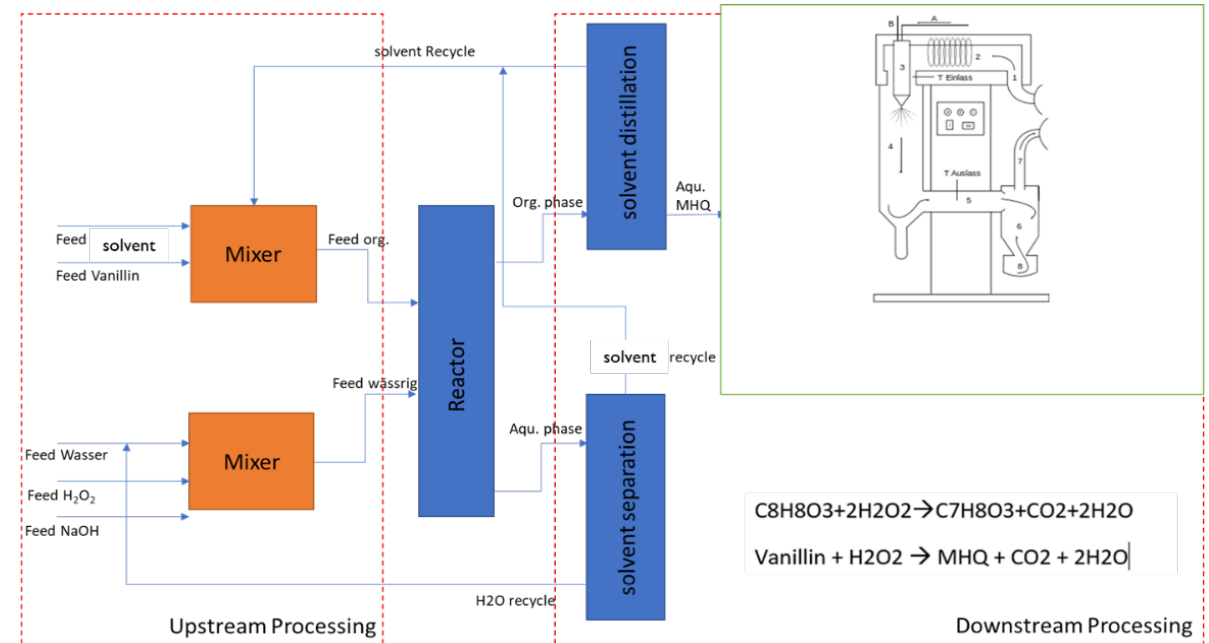 solvent Recycle
Feed
solvent
Feed Vanillin
Mixer
Feed org.
Feed wässrig
Mixer
Feed Wasser
Feed H₂O₂
Feed NaOH
H2O recycle
Upstream Processing
Reactor
Org. phase
Aqu. phase
solvent distillation
Aqu.
MHQ
solvent recycle
solvent separation
B
A
3
2
1
T Einlass
A B C
4
7
T Auslass
5
6
8
C8H8O3+2H2O2→C7H8O3+CO2+2H2O
Vanillin + H2O2 → MHQ + CO2 + 2H2O
Downstream Processing